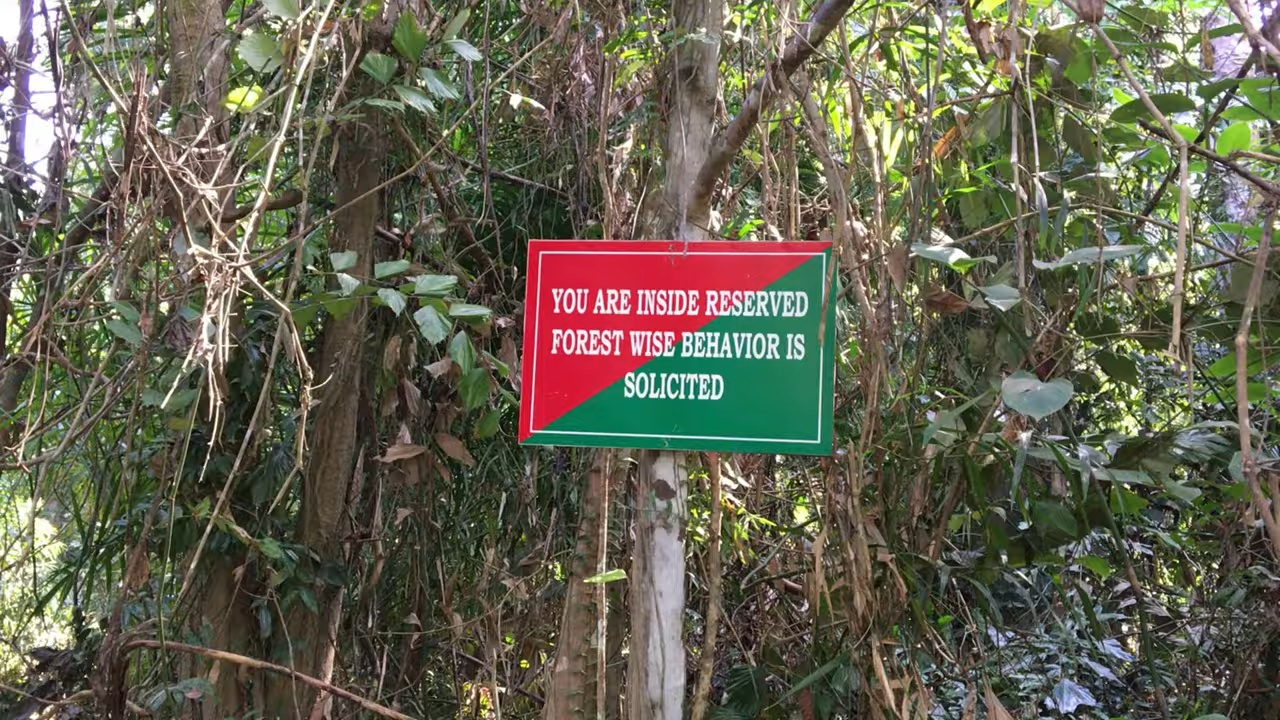 YOU ARE INSIDE RESERVED
FOREST WISE BEHAVIOR IS
SOLICITED